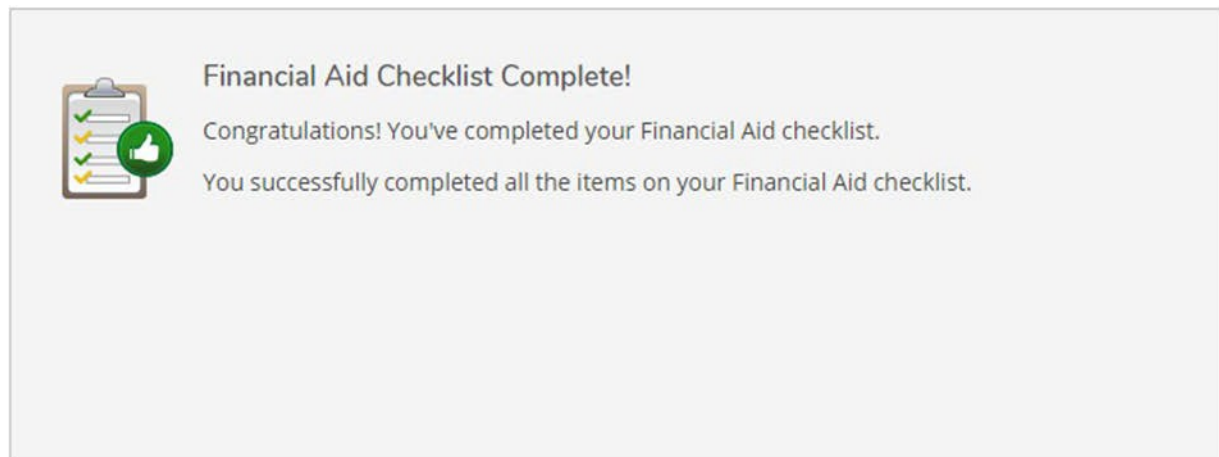 Financial Aid Checklist Complete!
Congratulations! You've completed your Financial Aid checklist.
You successfully completed all the items on your Financial Aid checklist.